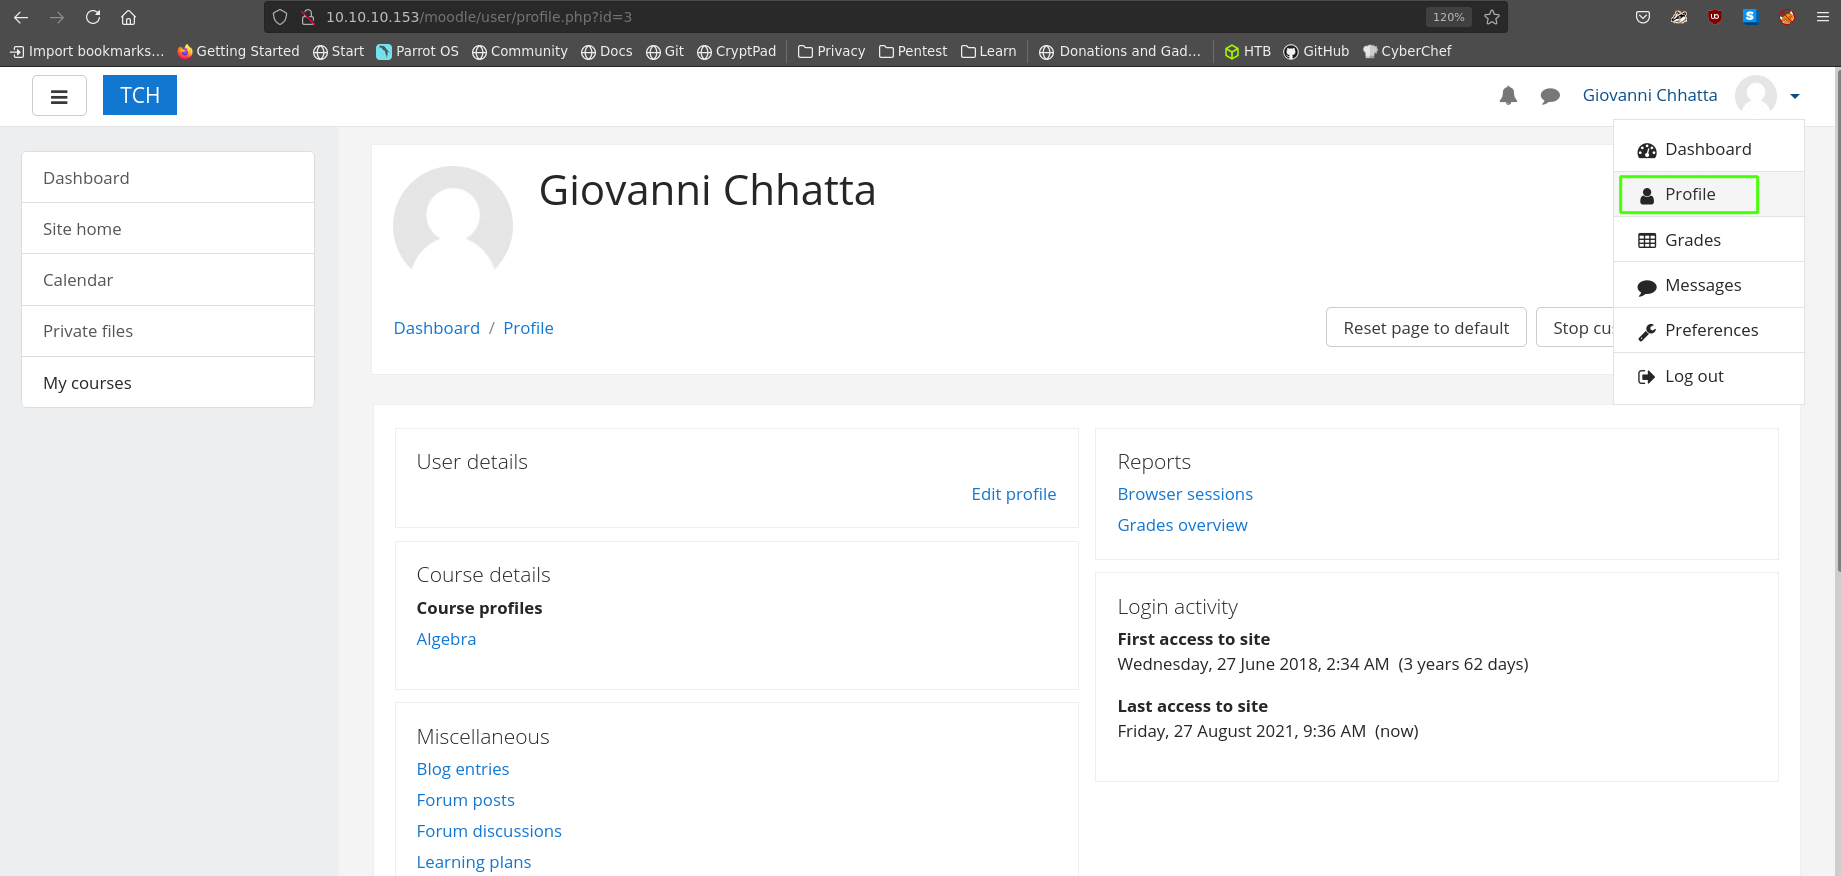 10.10.10.153/moodle/user/profile.php?id=3
120%
Import bookmarks...
Getting Started
Start
Parrot OS
Community
Docs
Git
CryptPad
Privacy
Pentest
Learn
Donations and Gad...
HTB
GitHub
CyberChef
TCH
Giovanni Chhatta
Dashboard
Profile
Grades
Messages
Preferences
Log out
Dashboard
Site home
Calendar
Private files
My courses
Giovanni Chhatta
Dashboard / Profile
Reset page to default
Stop cus
User details
Edit profile
Course details
Course profiles
Algebra
Miscellaneous
Blog entries
Forum posts
Forum discussions
Learning plans
Reports
Browser sessions
Grades overview
Login activity
First access to site
Wednesday, 27 June 2018, 2:34 AM (3 years 62 days)
Last access to site
Friday, 27 August 2021, 9:36 AM (now)